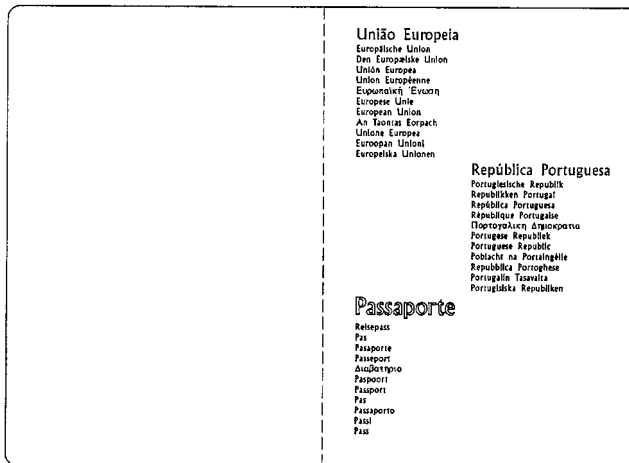 União Europeia
Europäische Union
Den Europæiske Union
Unión Europea
Union Européenne
Ευρωπαϊκή Ένωση
Europese Unie
European Union
An Taontas Eorpach
Unione Europea
Euroopan Unioni
Europeiska Unionen
República Portuguesa
Portugiesische Republik
Republikken Portugal
República Portuguesa
République Portugaise
Πορτογαλικη Δημοκρατια
Portugese Republiek
Portuguese Republic
Poblacht na Portaingéile
Repubblica Portoghese
Portugalin Tasavalta
Portugisiska Republiken
Passaporte
Reisepass
Pas
Pasaporte
Passeport
Διαβατηριο
Paspoort
Passport
Pas
Passaporto
Passi
Pass